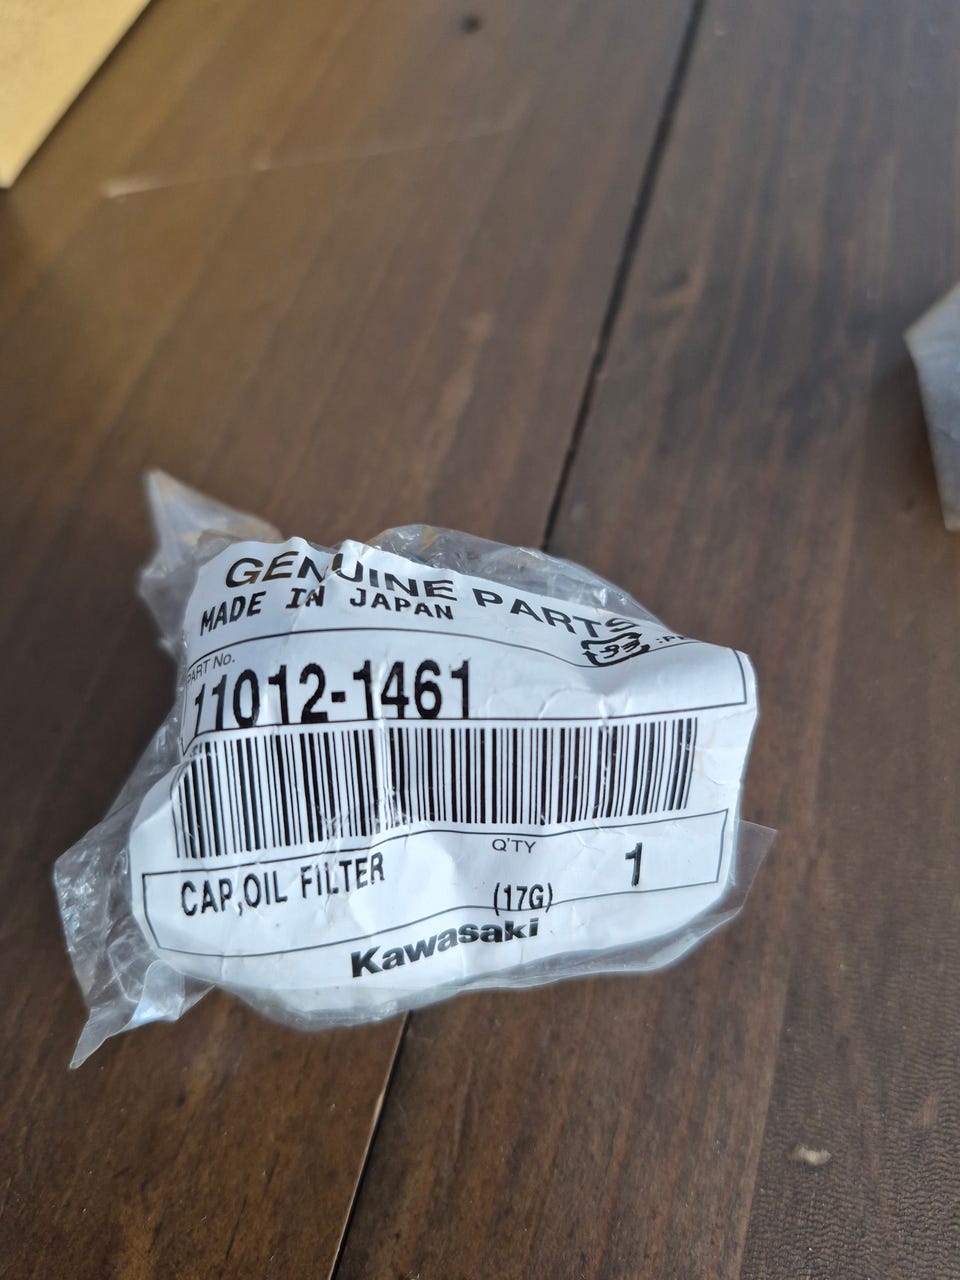 GENUINE PARTS
MADE IN JAPAN
PART No.
11012-1461
Q'TY
CAP,OIL FILTER
1
(17G)
Kawasaki